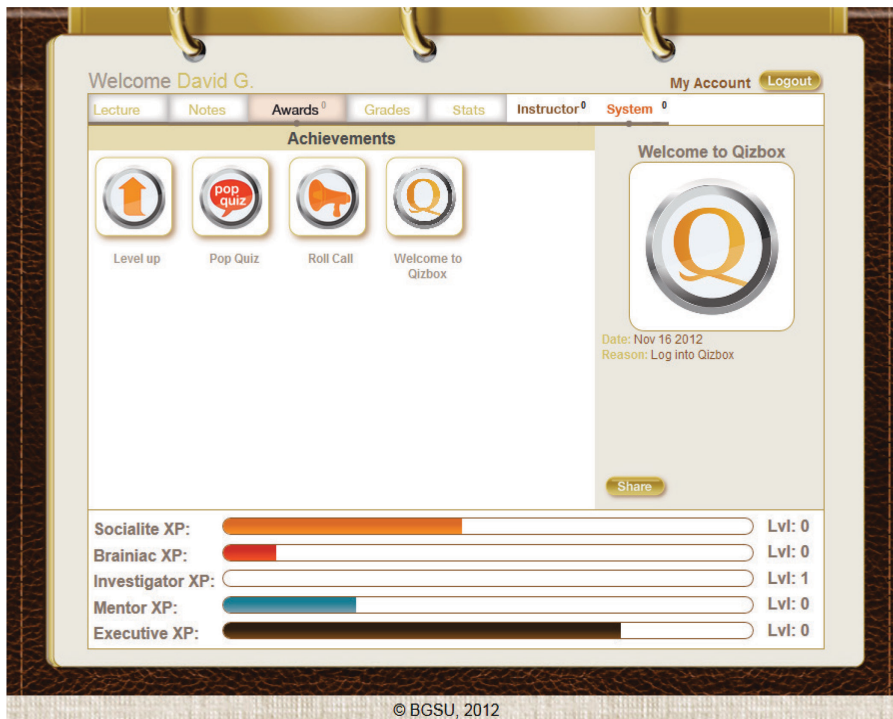 Welcome David G.
My Account Logout
Lecture Notes Awards 0 Grades Stats Instructor 0 System 0
Achievements
pop
quiz
Level up Pop Quiz Roll Call Welcome to
Qizbox
Welcome to Qizbox
Q
Date: Nov 16 2012
Reason: Log into Qizbox
Share
Socialite XP: Lvl: 0
Brainiac XP: Lvl: 0
Investigator XP: Lvl: 1
Mentor XP: Lvl: 0
Executive XP: Lvl: 0
© BGSU, 2012